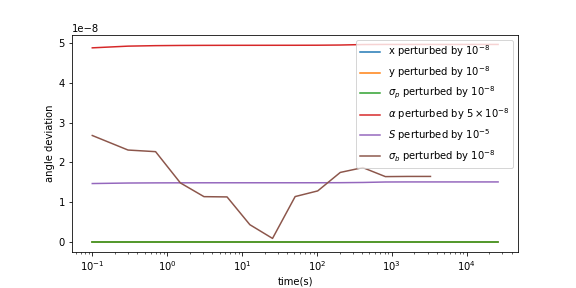 1e−8
5
4
3
2
1
0
angle deviation
x perturbed by 10⁻⁸
y perturbed by 10⁻⁸
σₚ perturbed by 10⁻⁸
α perturbed by 5 × 10⁻⁸
S perturbed by 10⁻⁵
σ_b perturbed by 10⁻⁸
10⁻¹ 10⁰ 10¹ 10² 10³ 10⁴
time(s)